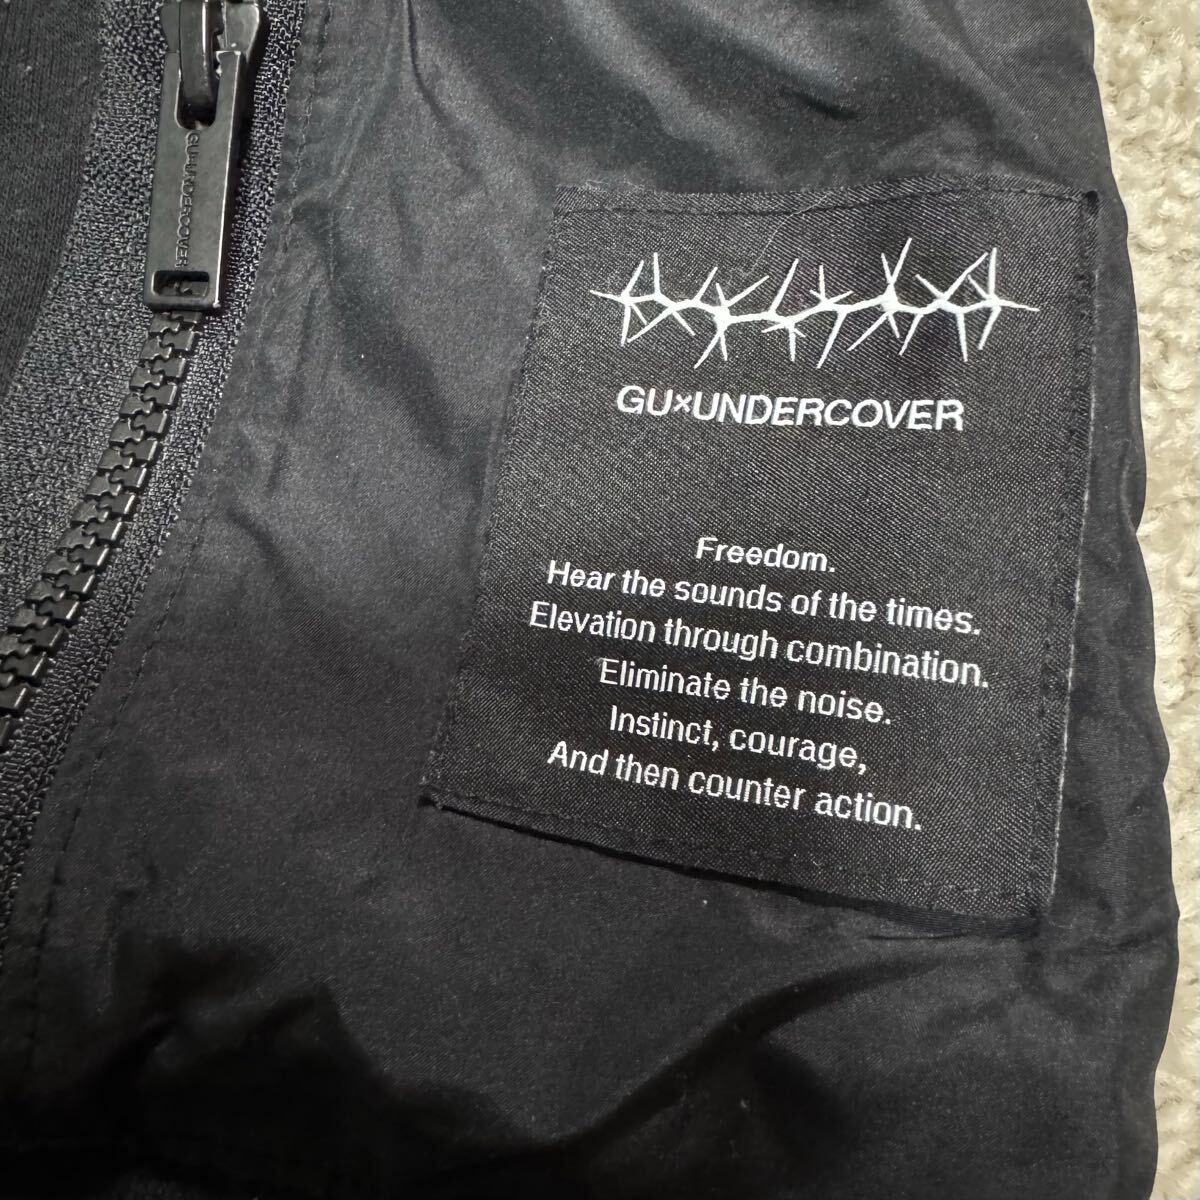 GU×UNDERCOVER
GU×UNDERCOVER
Freedom.
Hear the sounds of the times.
Elevation through combination.
Eliminate the noise.
Instinct, courage,
And then counter action.